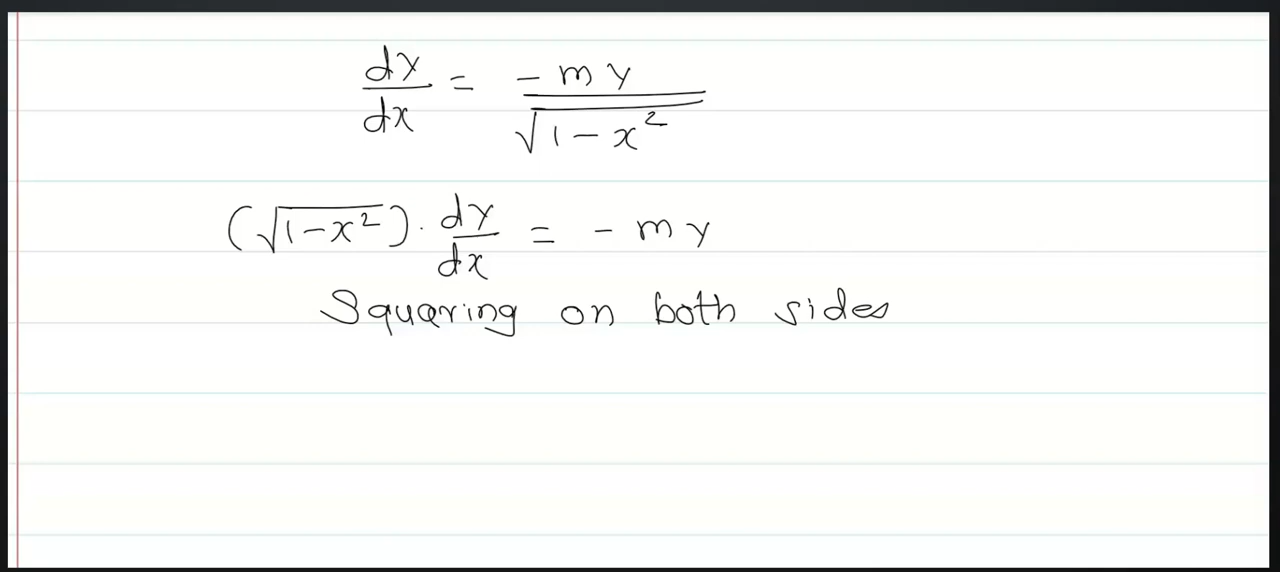 dy/dx = -my/√(1-x²)
(√(1-x²)). dy/dx = - my
Squaring on both sides